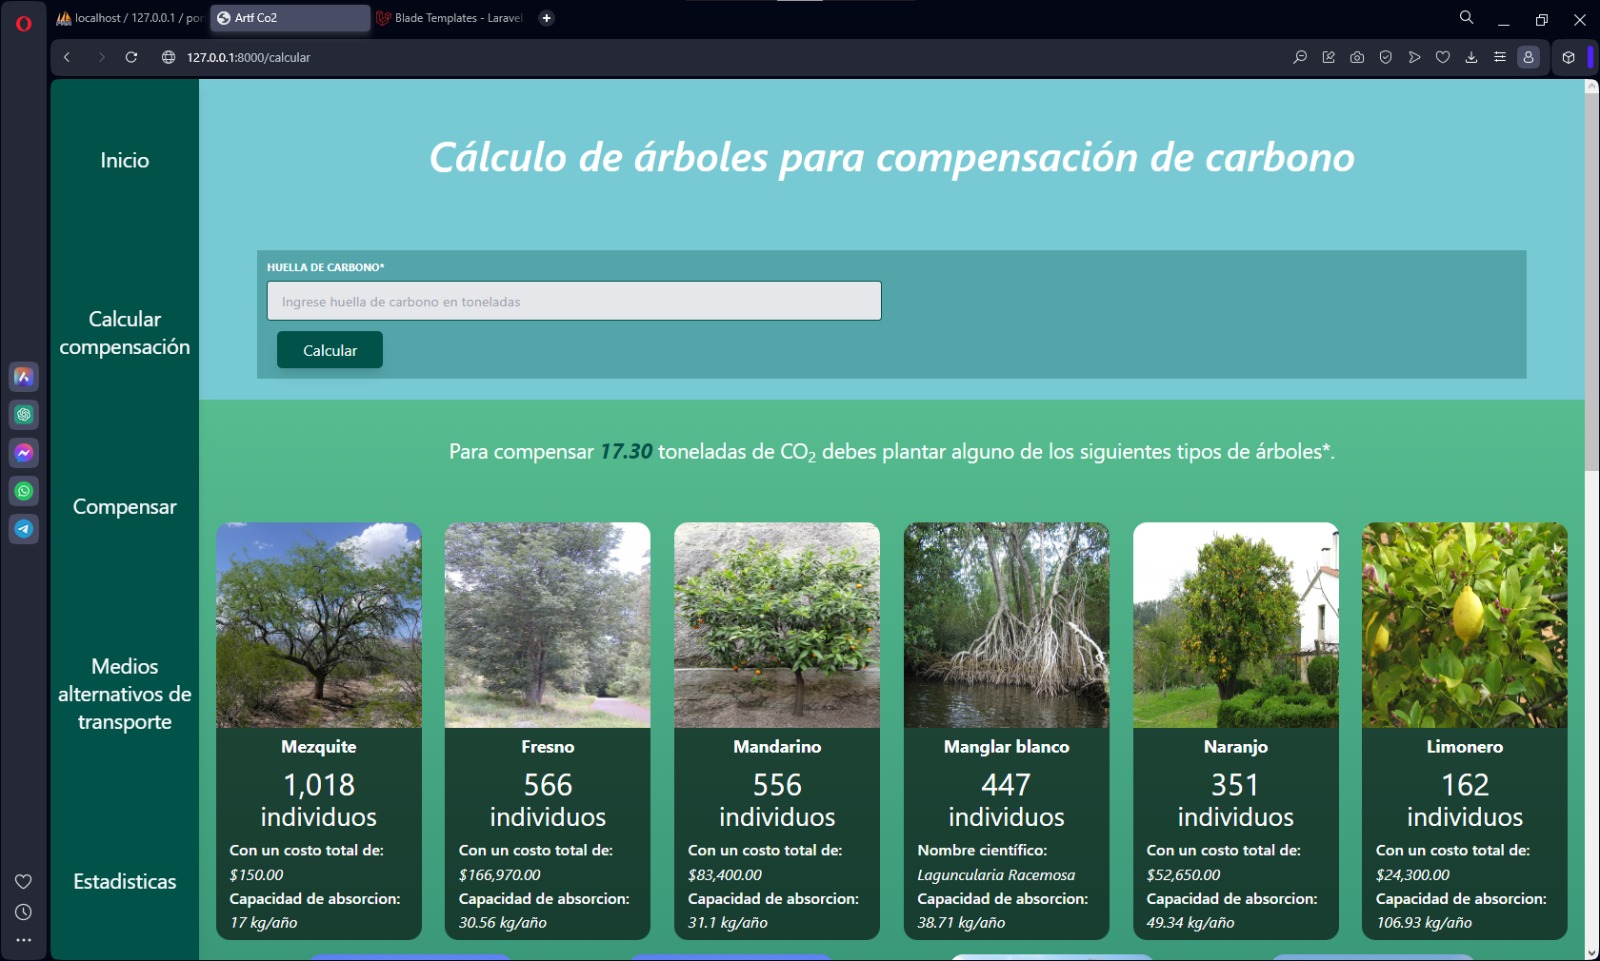 localhost / 127.0.0.1 / por
Artf Co2
Blade Templates - Laravel
127.0.0.1:8000/calcular
Inicio
Calcular
compensación
Compensar
Medios
alternativos de
transporte
Estadisticas
Cálculo de árboles para compensación de carbono
HUELLA DE CARBONO*
Ingrese huella de carbono en toneladas
Calcular
Para compensar 17.30 toneladas de CO₂ debes plantar alguno de los siguientes tipos de árboles*.
Mezquite
1,018
individuos
Con un costo total de:
$150.00
Capacidad de absorcion:
17 kg/año
Fresno
566
individuos
Con un costo total de:
$166,970.00
Capacidad de absorcion:
30.56 kg/año
Mandarino
556
individuos
Con un costo total de:
$83,400.00
Capacidad de absorcion:
31.1 kg/año
Manglar blanco
447
individuos
Nombre científico:
Laguncularia Racemosa
Capacidad de absorcion:
38.71 kg/año
Naranjo
351
individuos
Con un costo total de:
$52,650.00
Capacidad de absorcion:
49.34 kg/año
Limonero
162
individuos
Con un costo total de:
$24,300.00
Capacidad de absorcion:
106.93 kg/año